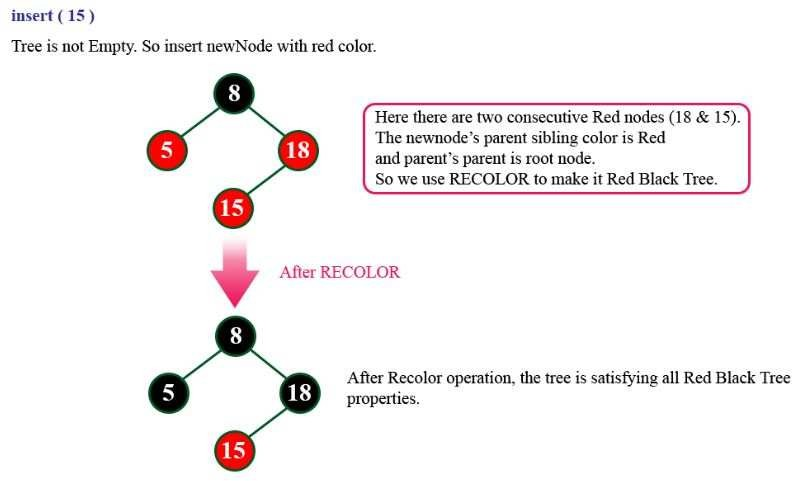 insert ( 15 )
Tree is not Empty. So insert newNode with red color.
8
5
18
15
Here there are two consecutive Red nodes (18 & 15).
The newnode's parent sibling color is Red
and parent's parent is root node.
So we use RECOLOR to make it Red Black Tree.
After RECOLOR
8
5
18
15
After Recolor operation, the tree is satisfying all Red Black Tree
properties.